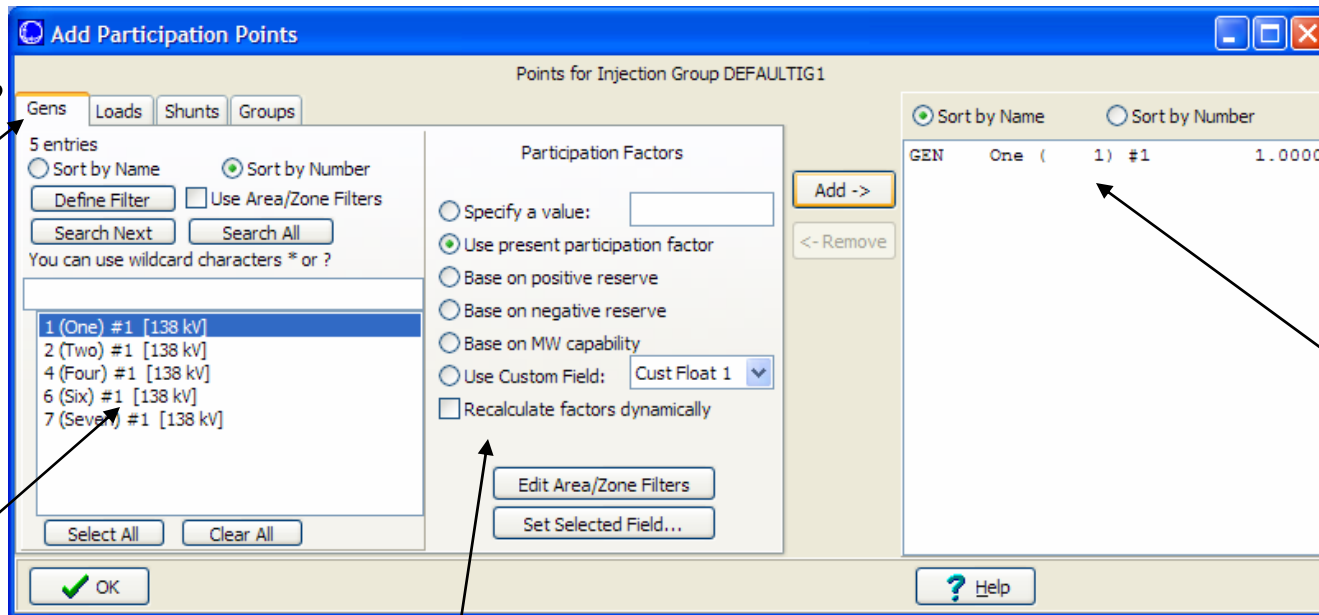 Add Participation Points
Points for Injection Group DEFAULTIG1
Gens Loads Shunts Groups
5 entries
Sort by Name Sort by Number
Define Filter Use Area/Zone Filters
Search Next Search All
You can use wildcard characters * or ?
1 (One) #1 [138 kV]
2 (Two) #1 [138 kV]
4 (Four) #1 [138 kV]
6 (Six) #1 [138 kV]
7 (Seven) #1 [138 kV]
Select All Clear All
Participation Factors
Specify a value:
Use present participation factor
Base on positive reserve
Base on negative reserve
Base on MW capability
Use Custom Field: Cust Float 1
Recalculate factors dynamically
Edit Area/Zone Filters
Set Selected Field...
Add ->
<- Remove
Sort by Name Sort by Number
GEN One ( 1) #1 1.0000
OK
? Help